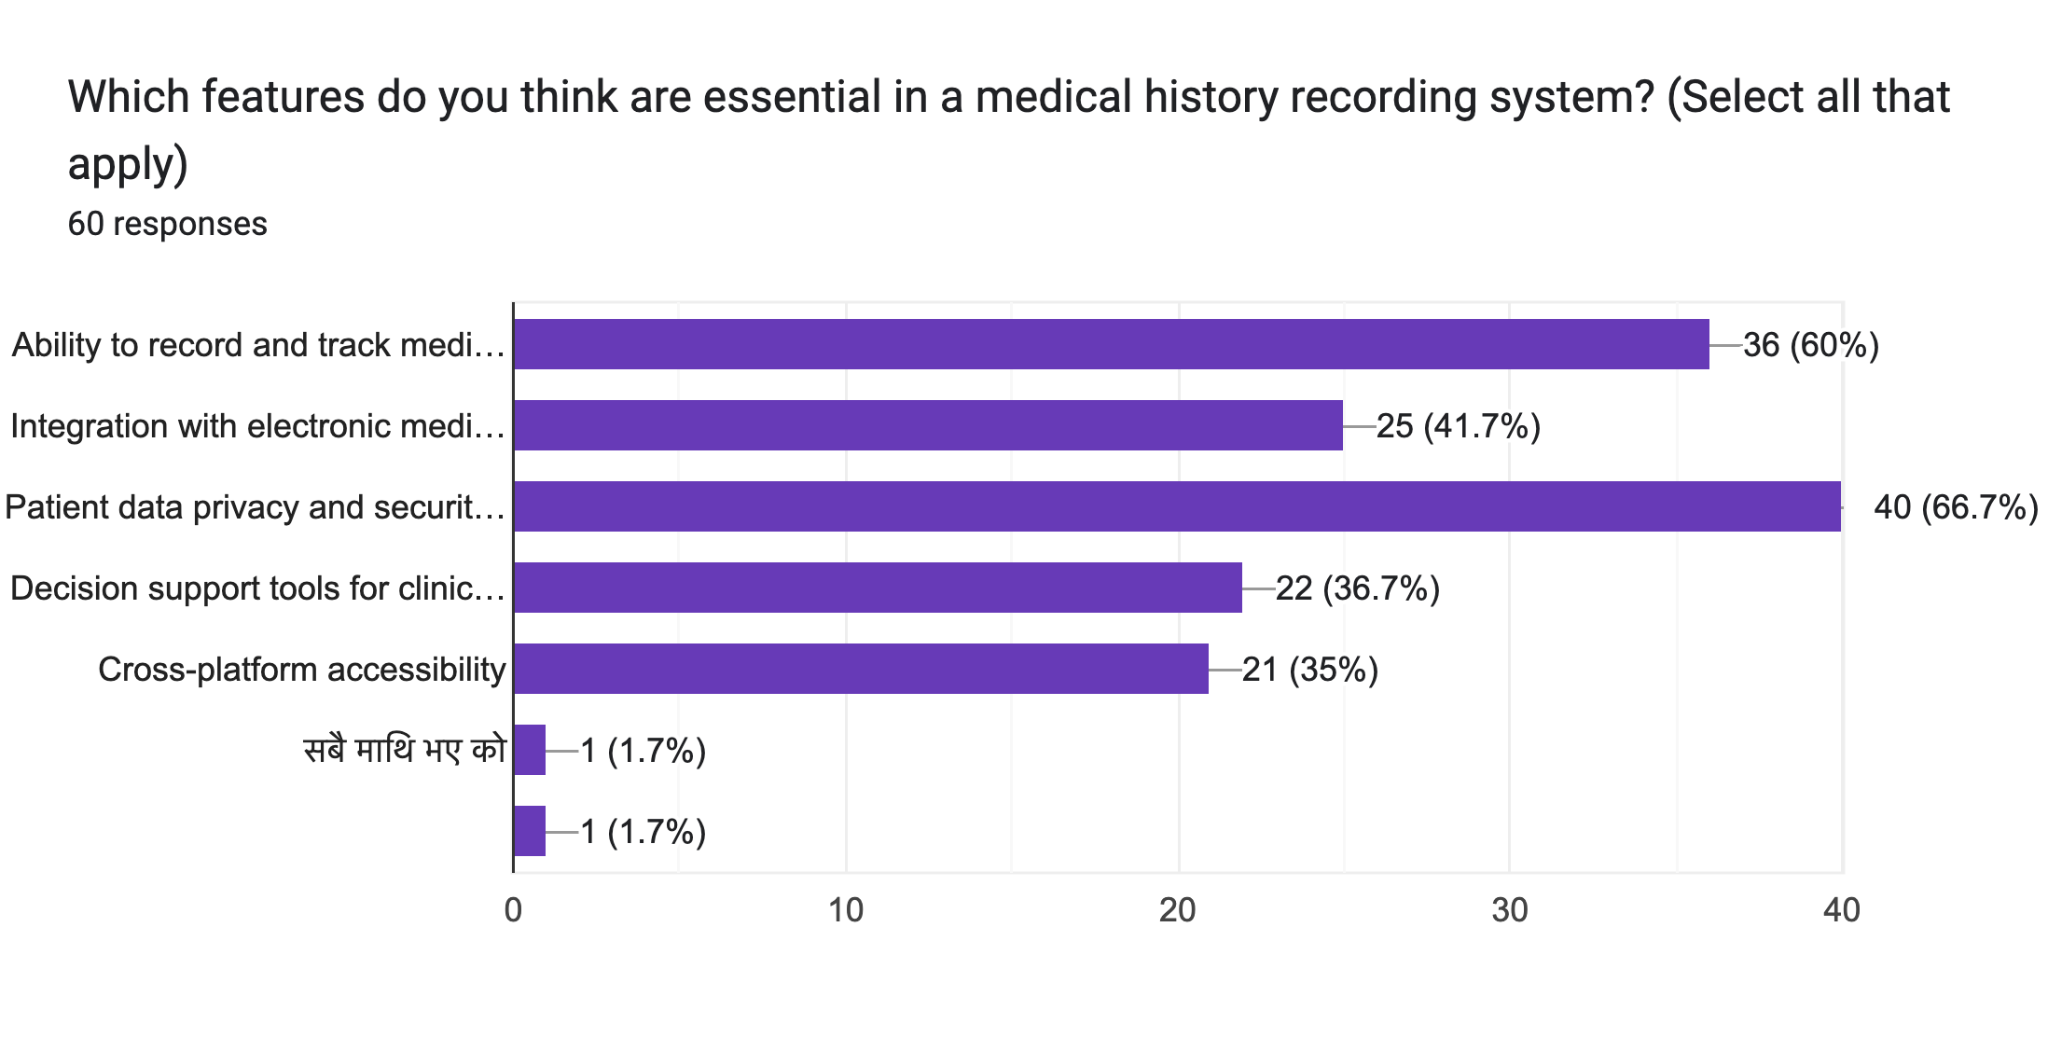 Which features do you think are essential in a medical history recording system? (Select all that
apply)
60 responses
Ability to record and track medi…
36 (60%)
Integration with electronic medi…
25 (41.7%)
Patient data privacy and securit…
40 (66.7%)
Decision support tools for clinic…
22 (36.7%)
Cross-platform accessibility
21 (35%)
सबै माथि भए को
1 (1.7%)
1 (1.7%)
0 10 20 30 40